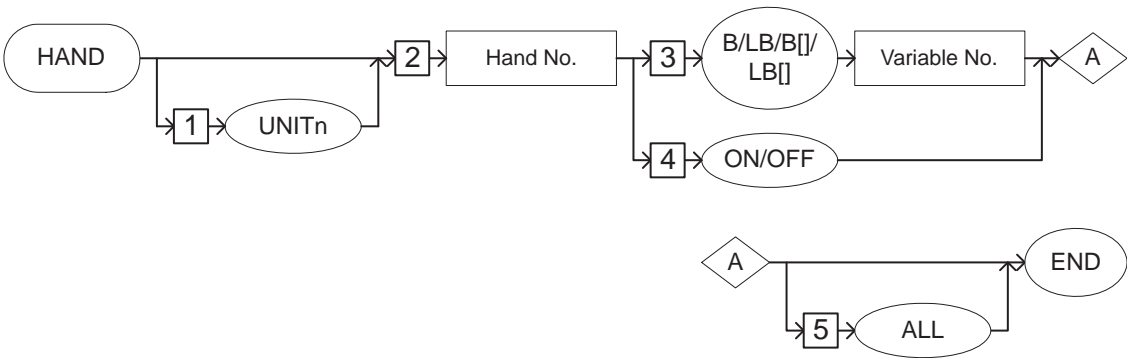 HAND
2
Hand No.
3
B/LB/B[]/
LB[]
Variable No.
A
1
UNITn
4
ON/OFF
A
END
5
ALL